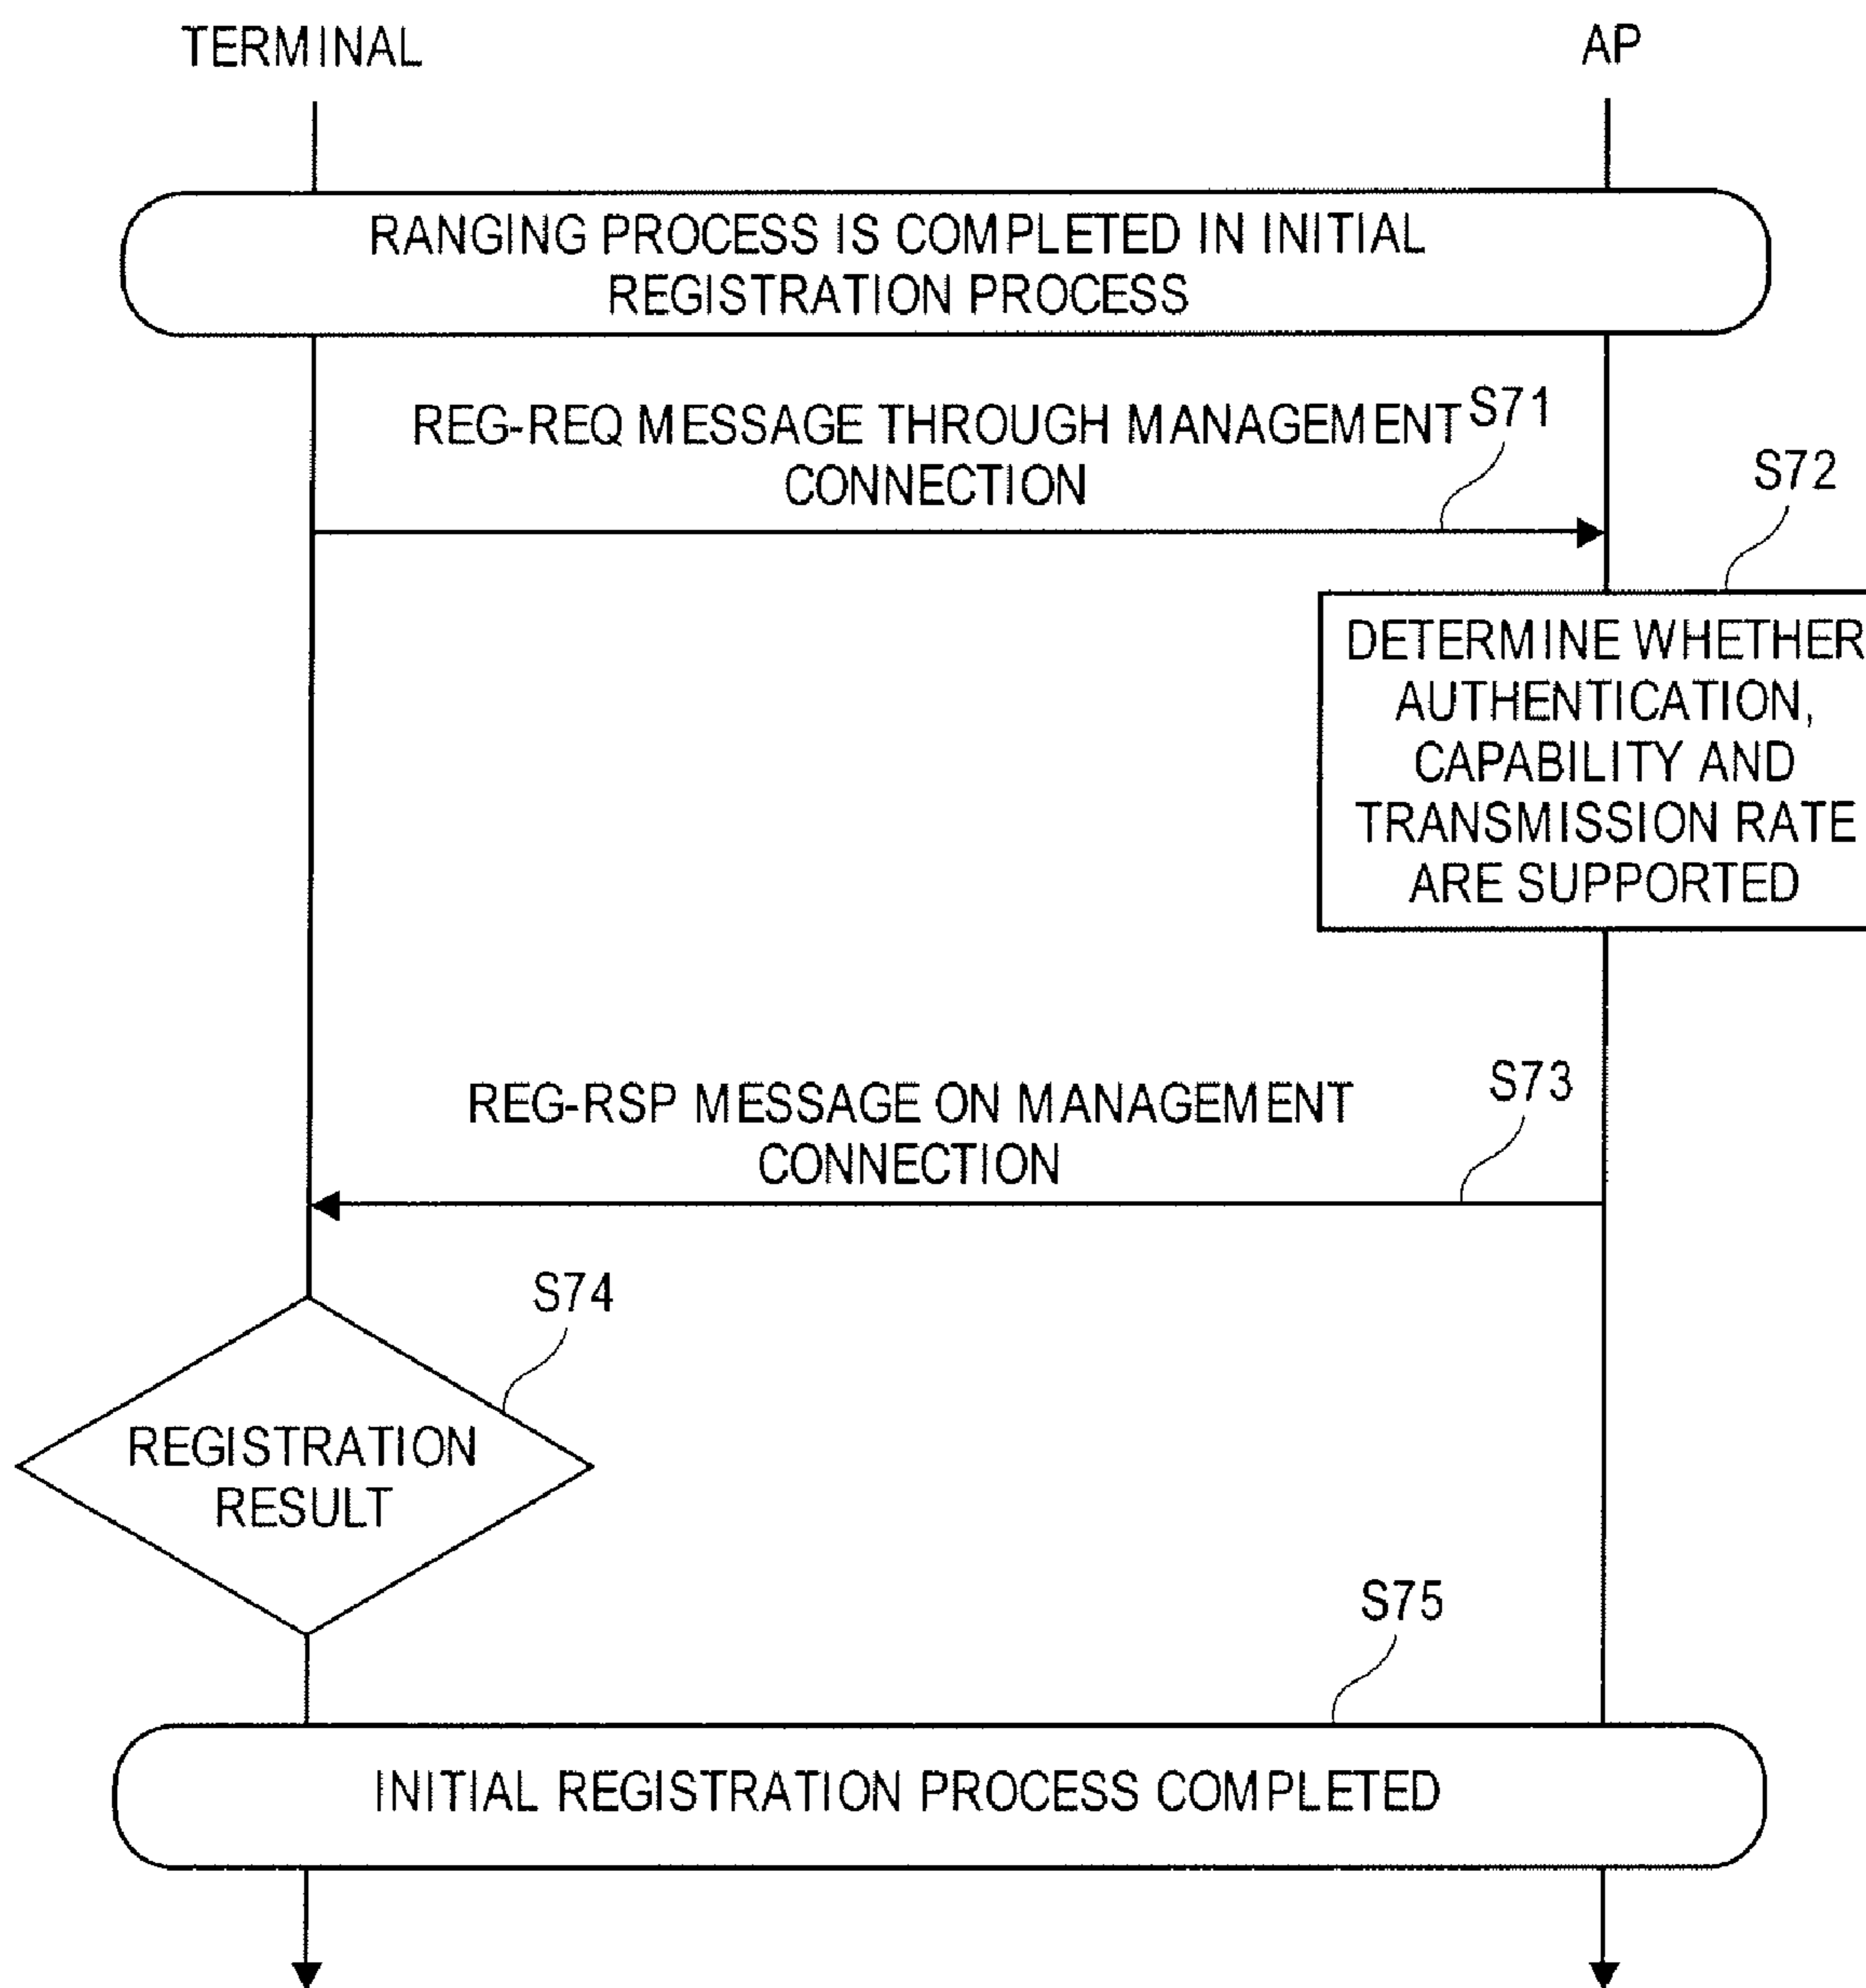 TERMINAL
AP
RANGING PROCESS IS COMPLETED IN INITIAL
REGISTRATION PROCESS
REG-REQ MESSAGE THROUGH MANAGEMENT
CONNECTION
S71
S72
DETERMINE WHETHER
AUTHENTICATION,
CAPABILITY AND
TRANSMISSION RATE
ARE SUPPORTED
REG-RSP MESSAGE ON MANAGEMENT
CONNECTION
S73
S74
REGISTRATION
RESULT
S75
INITIAL REGISTRATION PROCESS COMPLETED